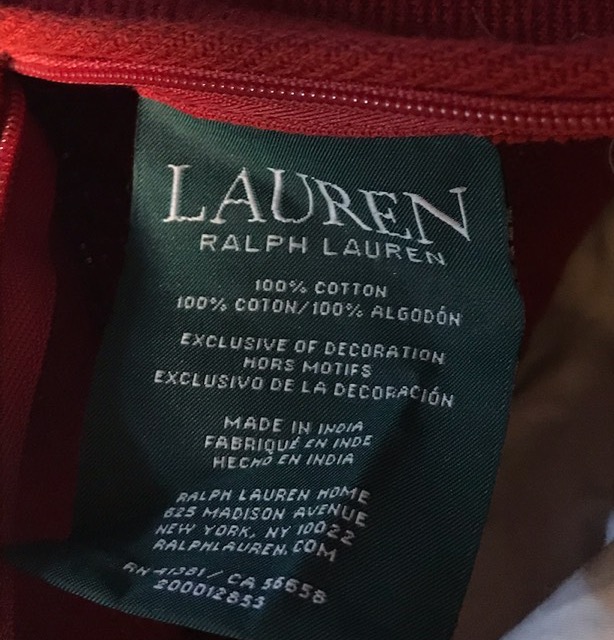 LAUREN
RALPH LAUREN
100% COTTON
100% COTON/100% ALGODÓN
EXCLUSIVE OF DECORATION
HORS MOTIFS
EXCLUSIVO DE LA DECORACIÓN
MADE IN INDIA
FABRIQUÉ EN INDE
HECHO EN INDIA
RALPH LAUREN HOME
625 MADISON AVENUE
NEW YORK, NY 10022
RALPHLAUREN.COM
RN 41381 / CA 56658
200012853